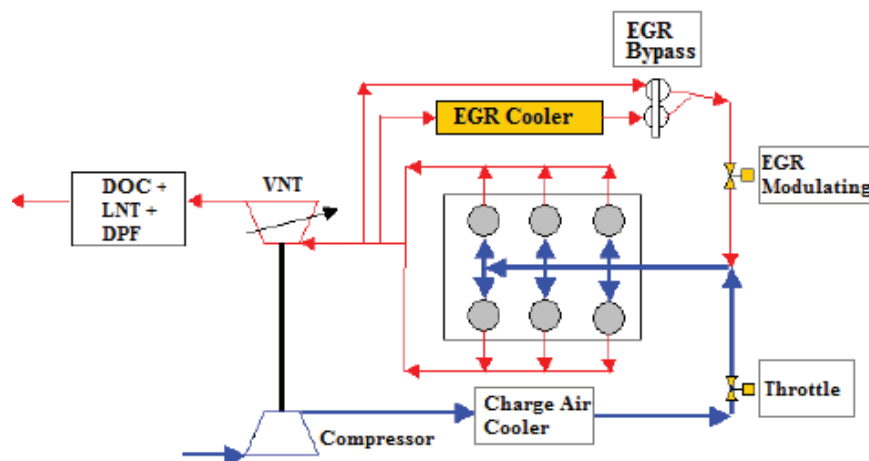 EGR
Bypass
EGR Cooler
EGR
Modulating
DOC +
LNT +
DPF
VNT
Throttle
Charge Air
Cooler
Compressor